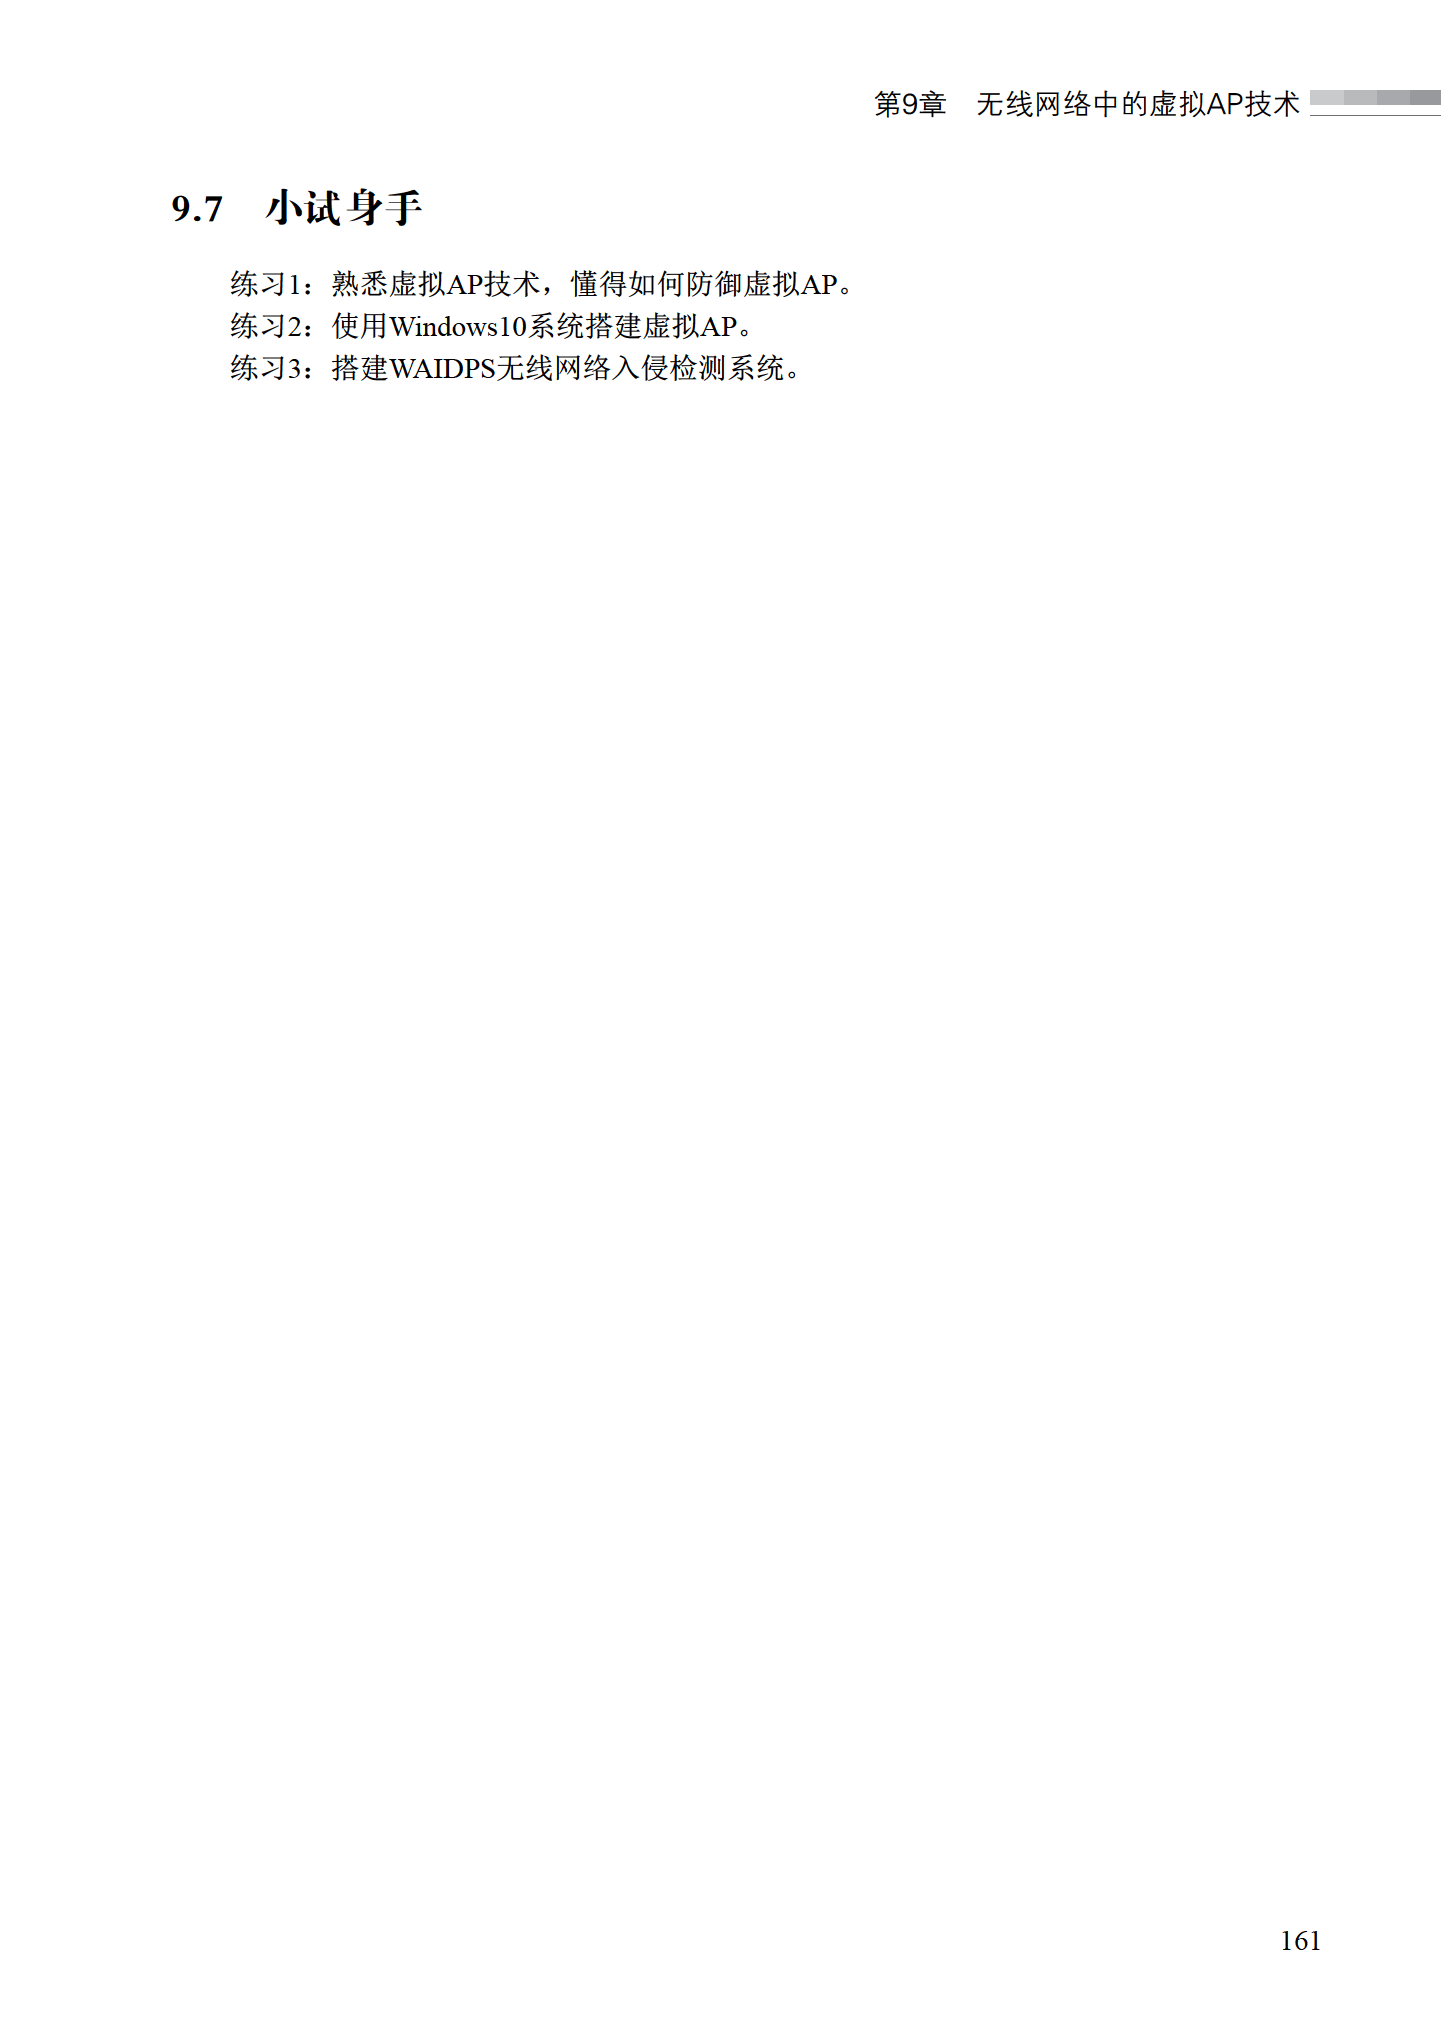 第9章　无线网络中的虚拟AP技术
9.7　小试身手
练习1：熟悉虚拟AP技术，懂得如何防御虚拟AP。
练习2：使用Windows10系统搭建虚拟AP。
练习3：搭建WAIDPS无线网络入侵检测系统。
161